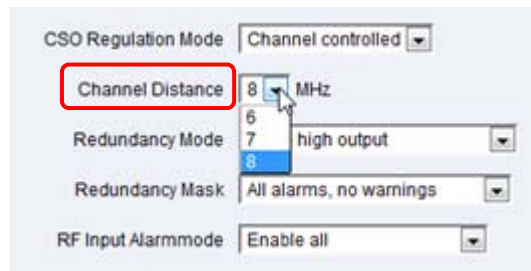 CSO Regulation Mode Channel controlled
Channel Distance 8 MHz
6
Redundancy Mode 7 high output
8
Redundancy Mask All alarms, no warnings
RF Input Alarmmode Enable all